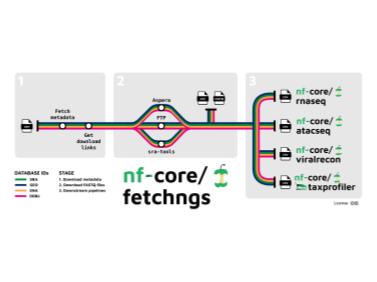 1
2
3
Fetch
metadata
Get
download
links
Aspera
FTP
sra-tools
nf-core/
rnaseq
nf-core/
atacseq
nf-core/
viralrecon
nf-core/
taxprofiler
DATABASE IDs
SRA
GEO
ENA
DDBJ
STAGE
1. Download metadata
2. Download FASTQ files
3. Downstream pipelines
nf-core/
fetchngs
License